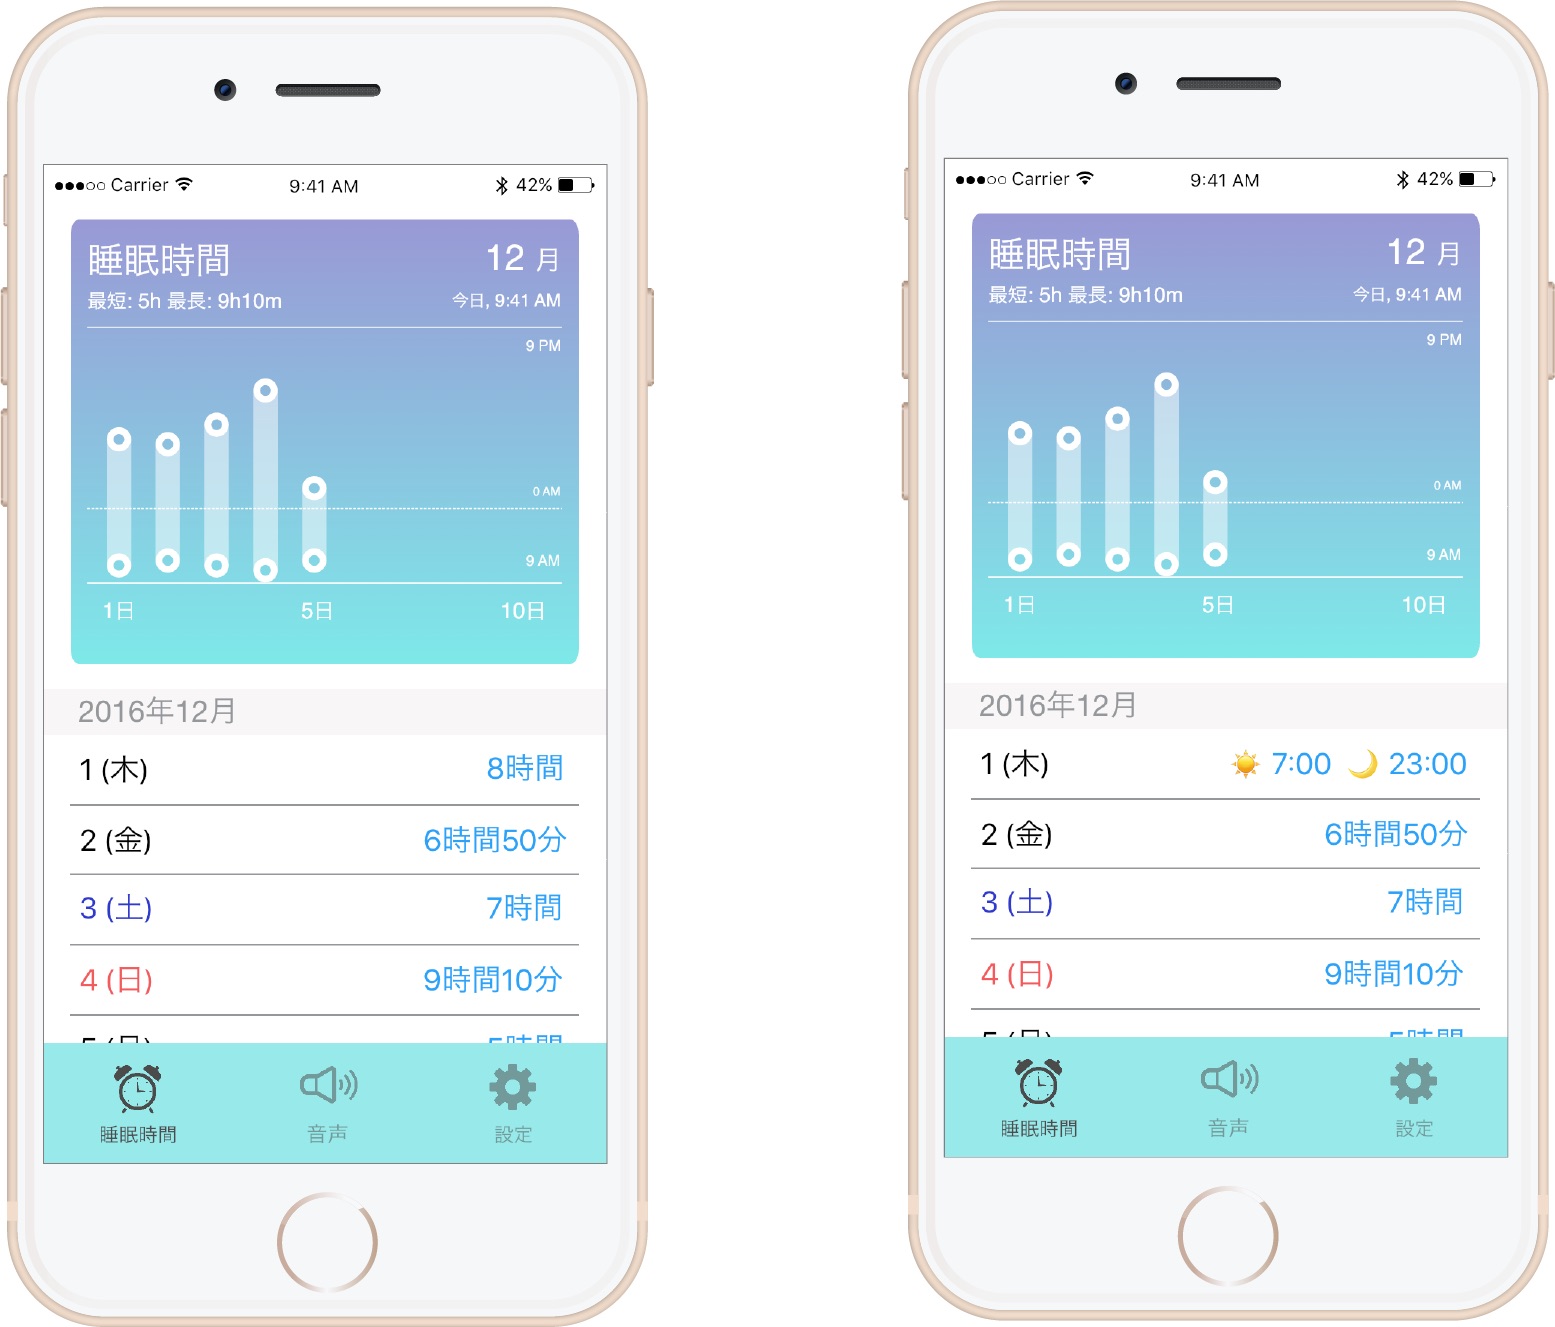 Carrier 9:41 AM 42%
睡眠時間 12 月
最短: 5h 最長: 9h10m 今日, 9:41 AM
9 PM
0 AM
9 AM
1日 5日 10日
2016年12月
1 (木) 8時間
2 (金) 6時間50分
3 (土) 7時間
4 (日) 9時間10分
睡眠時間 音声 設定
Carrier 9:41 AM 42%
睡眠時間 12 月
最短: 5h 最長: 9h10m 今日, 9:41 AM
9 PM
0 AM
9 AM
1日 5日 10日
2016年12月
1 (木) ☀️ 7:00 🌙 23:00
2 (金) 6時間50分
3 (土) 7時間
4 (日) 9時間10分
睡眠時間 音声 設定